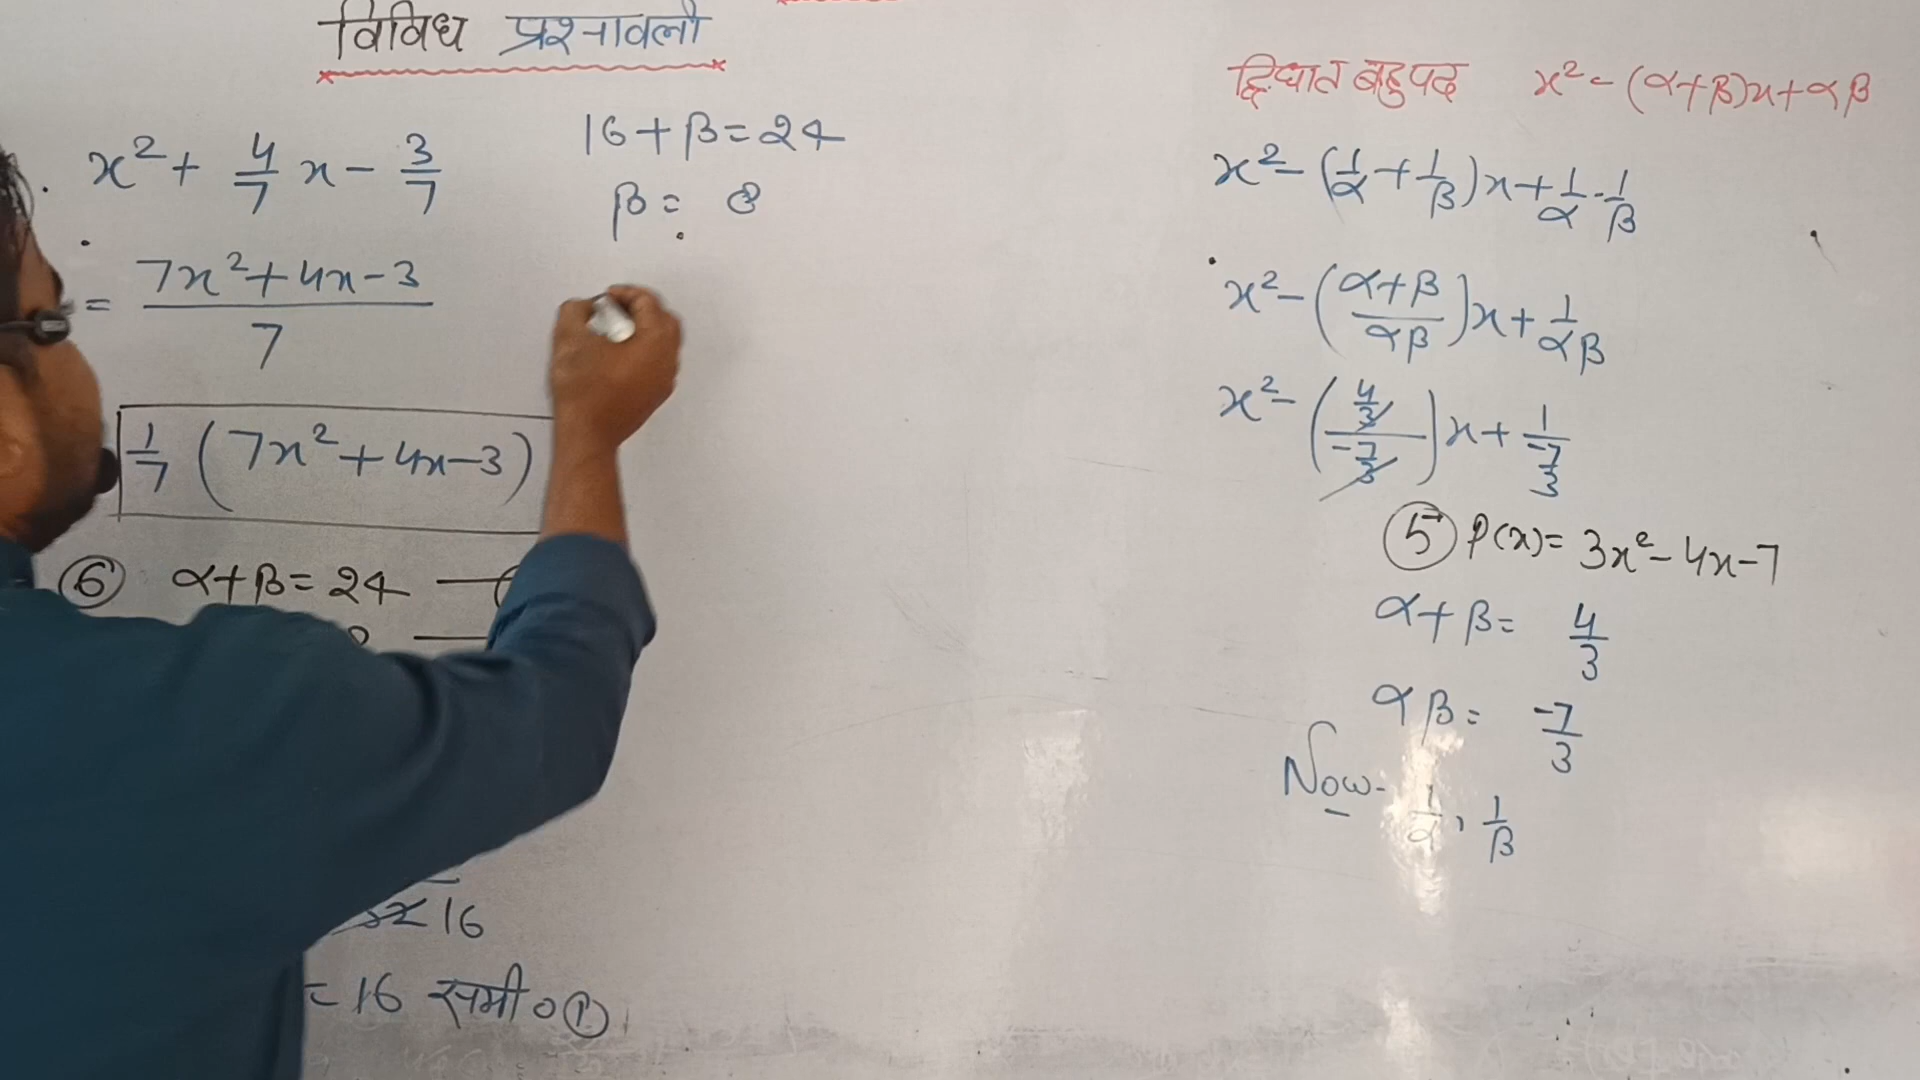 विविध प्रश्नावली
x² + 4/7 x - 3/7
= 7x² + 4x - 3 / 7
1/7 (7x² + 4x - 3)
⑥ α + β = 24 —
16
= 16 समी० ①
16 + β = 24
β = 8
द्विघात बहुपद x² - (α+β)x + αβ
x² - (1/α + 1/β)x + 1/α · 1/β
x² - (α+β / αβ)x + 1/αβ
x² - (4/3 / -7/3)x + 1 / -7/3
⑤ P(x) = 3x² - 4x - 7
α + β = 4/3
αβ = -7/3
Now - 1/α , 1/β